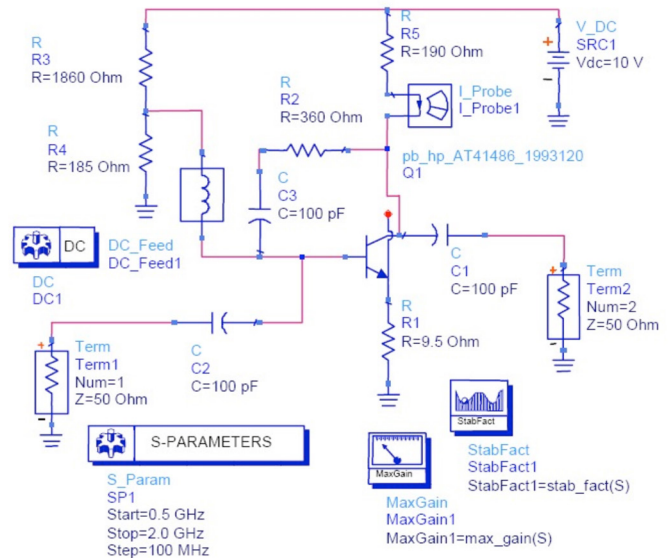 R
R3
R=1860 Ohm
R
R5
R=190 Ohm
V_DC
SRC1
Vdc=10 V
+
-
R
R2
R=360 Ohm
I_Probe
I_Probe1
R
R4
R=185 Ohm
pb_hp_AT41486_1993120
Q1
C
C3
C=100 pF
DC
DC_Feed
DC_Feed1
DC
DC1
C
C1
C=100 pF
+
Term
Term2
Num=2
Z=50 Ohm
-
R
R1
R=9.5 Ohm
C
C2
C=100 pF
+
Term
Term1
Num=1
Z=50 Ohm
-
S-PARAMETERS
S_Param
SP1
Start=0.5 GHz
Stop=2.0 GHz
Step=100 MHz
MaxGain
MaxGain
MaxGain1
MaxGain1=max_gain(S)
StabFact
StabFact
StabFact1
StabFact1=stab_fact(S)